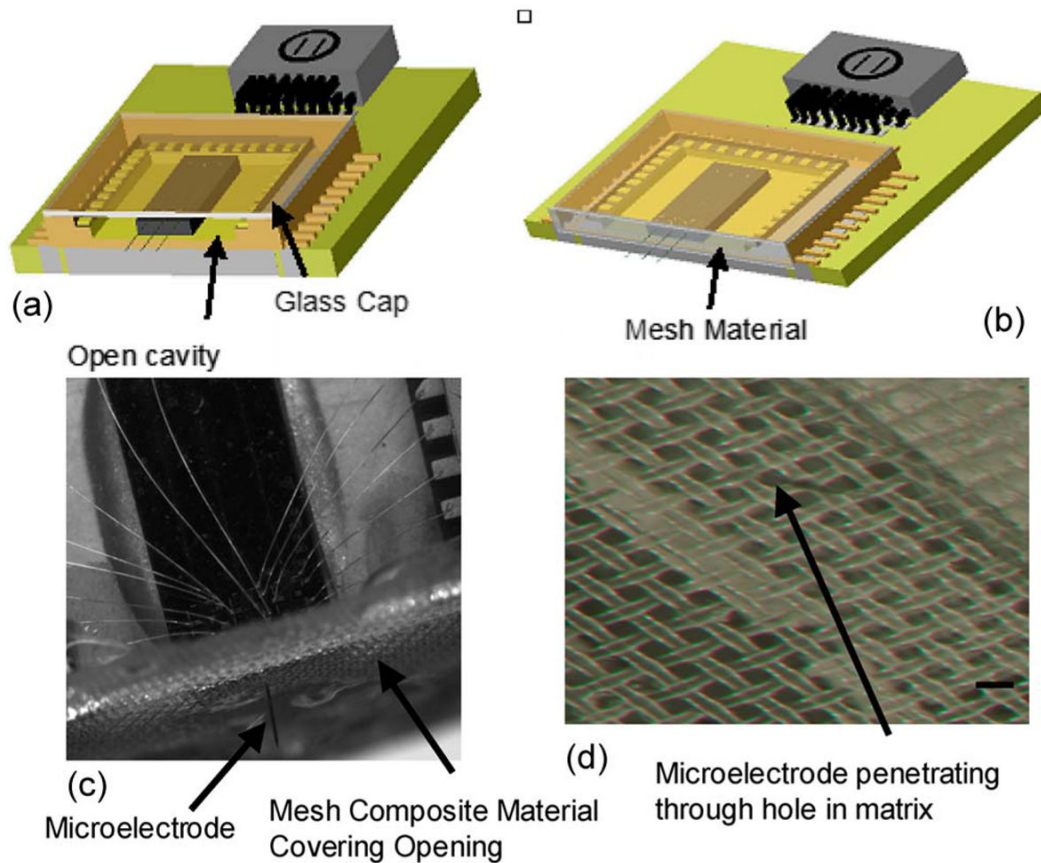 (a)
Glass Cap
Open cavity
Mesh Material
(b)
(c)
Microelectrode
Mesh Composite Material
Covering Opening
(d)
Microelectrode penetrating
through hole in matrix